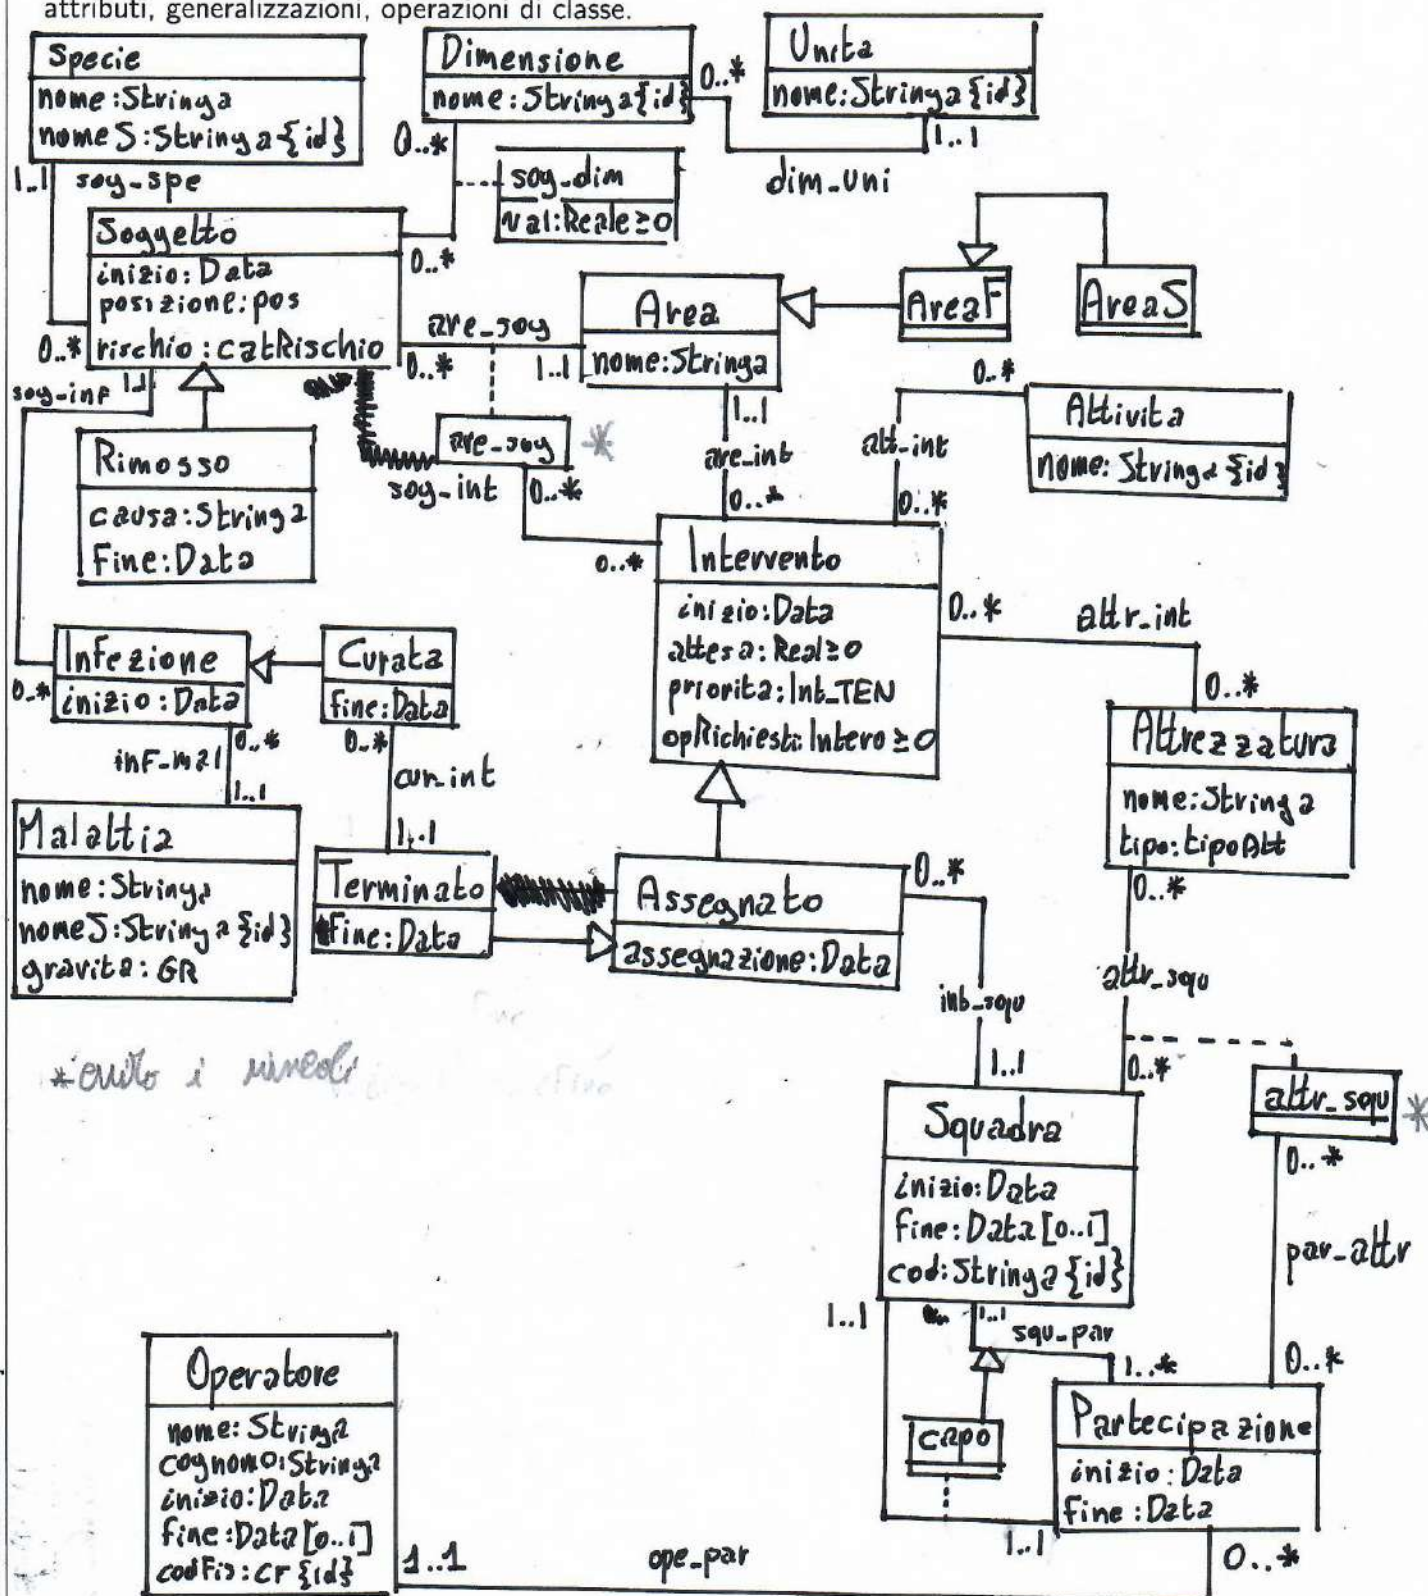 attributi, generalizzazioni, operazioni di classe.
Specie
nome:Stringa
nomeS:Stringa{id}
Dimensione
nome:Stringa{id}
0..*
Unita
nome:Stringa{id}
1..1
dim_uni
0..*
sog_dim
val:Reale≥0
1..1
sog_spe
Soggetto
inizio:Data
posizione:pos
rischio:catRischio
0..*
0..*
are_sog
0..*
1..1
Area
nome:Stringa
AreaF
AreaS
sog_inf
1..1
are_sog *
sog_int
0..*
0..*
1..1
are_int
0..*
att_int
0..*
0..*
Attivita
nome:Stringa{id}
Rimosso
causa:Stringa
Fine:Data
Intervento
inizio:Data
attesa:Real≥0
priorita:Int_TEN
opRichiesti:Intero≥0
0..*
attr_int
0..*
Infezione
inizio:Data
0..*
Curata
fine:Data
0..*
inf_mal
0..*
1..1
cur_int
1..1
Attrezzatura
nome:Stringa
tipo:tipoAtt
0..*
Malattia
nome:Stringa
nomeS:Stringa{id}
gravita:GR
Terminato
fine:Data
Assegnato
assegnazione:Data
0..*
int_squ
1..1
attr_squ
0..*
* evito i vincoli
attr_squ *
0..*
Squadra
inizio:Data
fine:Data[0..1]
cod:Stringa{id}
par_attr
0..*
1..1
1..1
squ_par
1..*
capo
Partecipazione
inizio:Data
fine:Data
1..1
0..*
Operatore
nome:Stringa
cognome:Stringa
inizio:Data
fine:Data[0..1]
codFis:CF{id}
1..1
ope_par